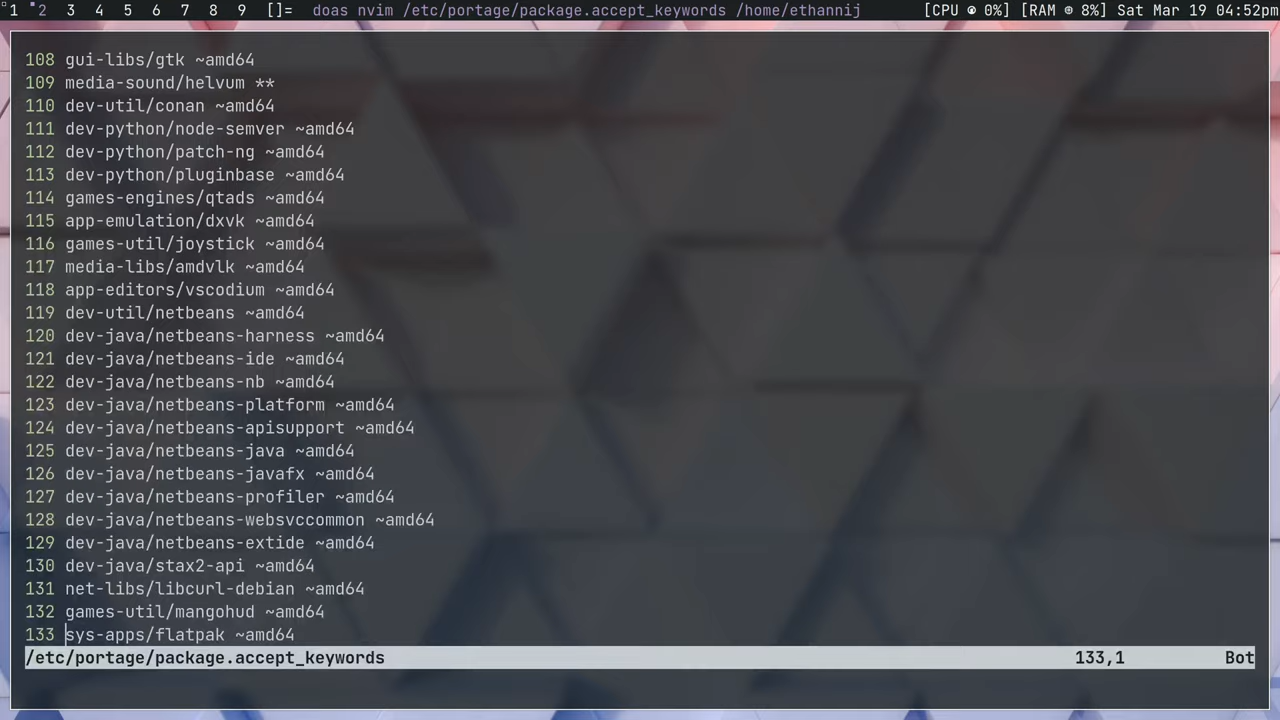 1 2 3 4 5 6 7 8 9 []= doas nvim /etc/portage/package.accept_keywords /home/ethannij [CPU 0%] [RAM 8%] Sat Mar 19 04:52pm
108 gui-libs/gtk ~amd64
109 media-sound/helvum **
110 dev-util/conan ~amd64
111 dev-python/node-semver ~amd64
112 dev-python/patch-ng ~amd64
113 dev-python/pluginbase ~amd64
114 games-engines/qtads ~amd64
115 app-emulation/dxvk ~amd64
116 games-util/joystick ~amd64
117 media-libs/amdvlk ~amd64
118 app-editors/vscodium ~amd64
119 dev-util/netbeans ~amd64
120 dev-java/netbeans-harness ~amd64
121 dev-java/netbeans-ide ~amd64
122 dev-java/netbeans-nb ~amd64
123 dev-java/netbeans-platform ~amd64
124 dev-java/netbeans-apisupport ~amd64
125 dev-java/netbeans-java ~amd64
126 dev-java/netbeans-javafx ~amd64
127 dev-java/netbeans-profiler ~amd64
128 dev-java/netbeans-websvccommon ~amd64
129 dev-java/netbeans-extide ~amd64
130 dev-java/stax2-api ~amd64
131 net-libs/libcurl-debian ~amd64
132 games-util/mangohud ~amd64
133 sys-apps/flatpak ~amd64
/etc/portage/package.accept_keywords 133,1 Bot